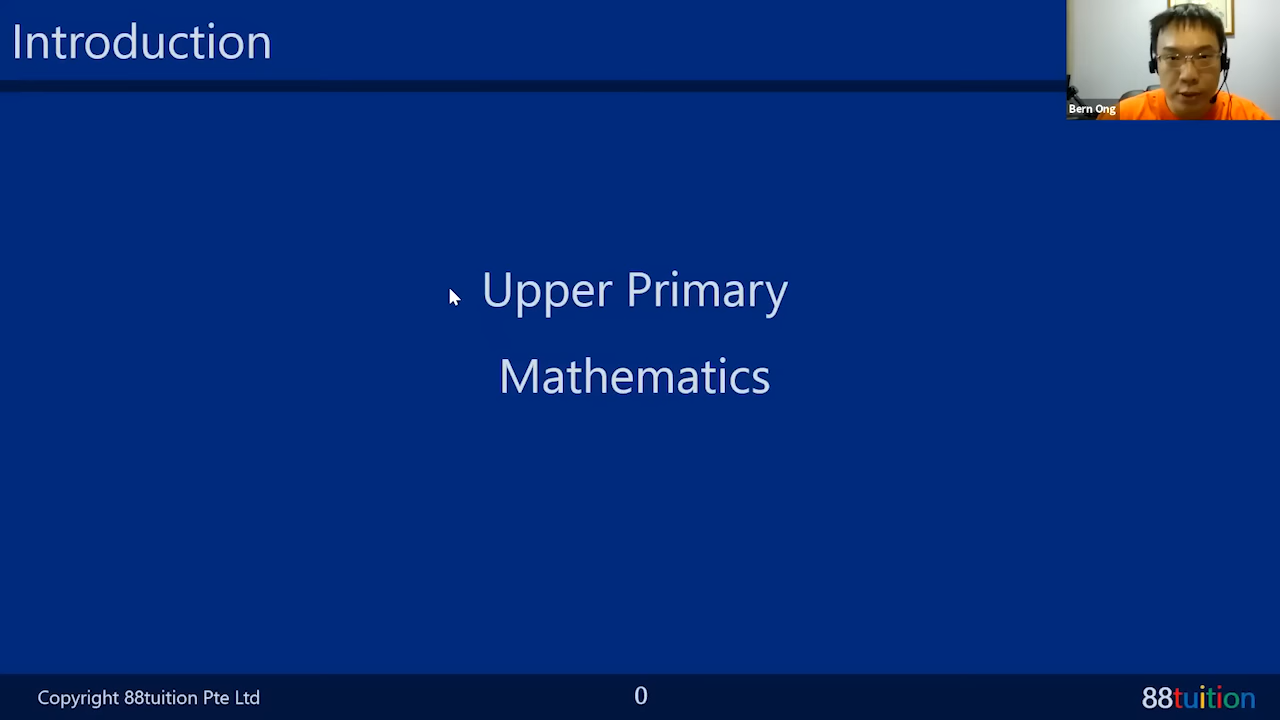 Introduction
Bern Ong
Upper Primary
Mathematics
Copyright 88tuition Pte Ltd
0
88tuition